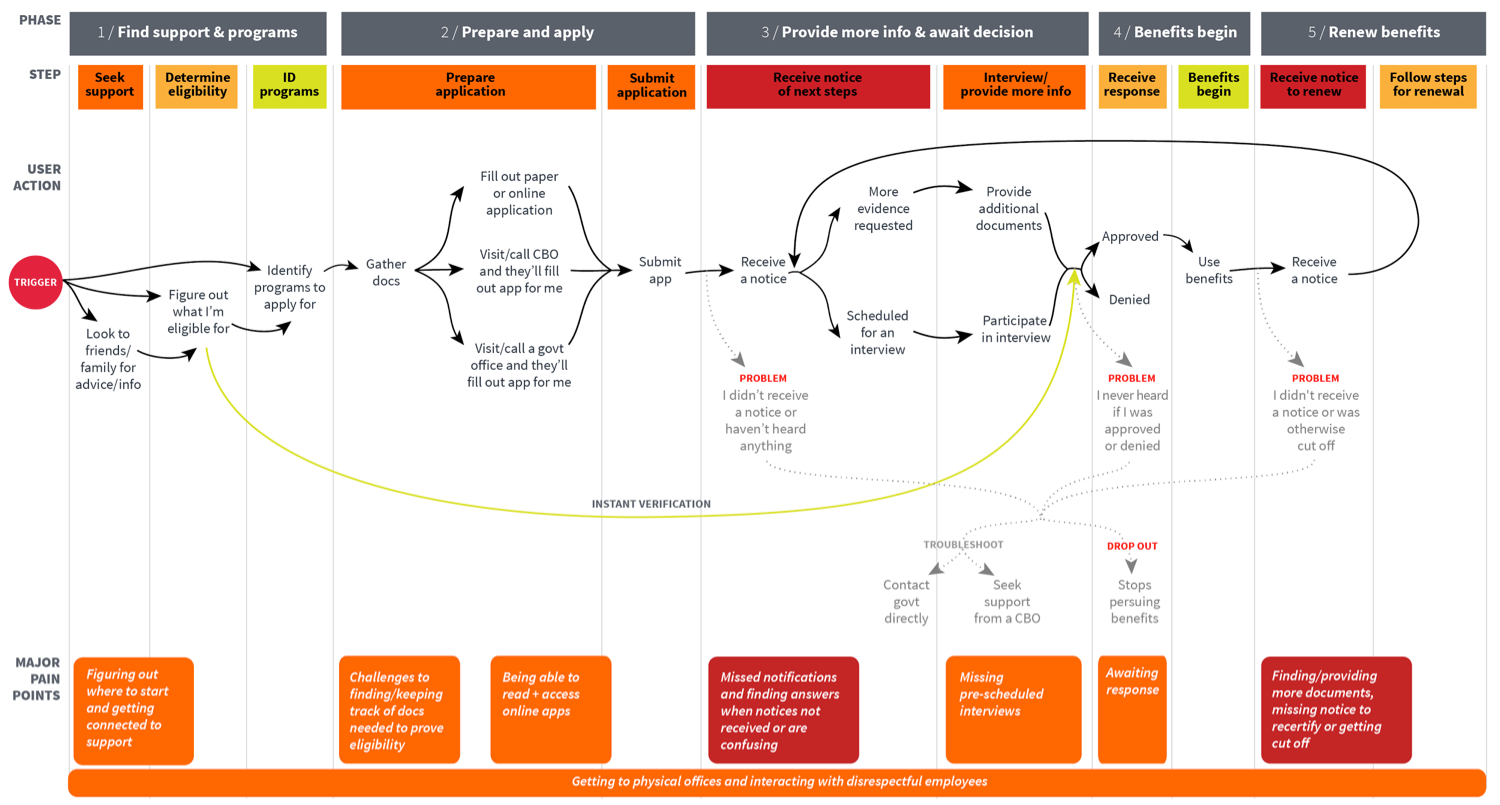 PHASE
1 / Find support & programs
2 / Prepare and apply
3 / Provide more info & await decision
4 / Benefits begin
5 / Renew benefits
STEP
Seek
support
Determine
eligibility
ID
programs
Prepare
application
Submit
application
Receive notice
of next steps
Interview/
provide more info
Receive
response
Benefits
begin
Receive notice
to renew
Follow steps
for renewal
USER
ACTION
TRIGGER
Look to
friends/
family for
advice/info
Figure out
what I’m
eligible for
Identify
programs to
apply for
Gather
docs
Fill out paper
or online
application
Visit/call CBO
and they’ll fill
out app for me
Visit/call a govt
office and they’ll
fill out app for me
Submit
app
Receive
a notice
More
evidence
requested
Scheduled
for an
interview
Provide
additional
documents
Participate
in interview
Approved
Denied
Use
benefits
Receive
a notice
PROBLEM
I didn’t receive
a notice or
haven’t heard
anything
PROBLEM
I never heard
if I was
approved
or denied
PROBLEM
I didn't receive
a notice or was
otherwise
cut off
INSTANT VERIFICATION
TROUBLESHOOT
Contact
govt
directly
Seek
support
from a CBO
DROP OUT
Stops
persuing
benefits
MAJOR
PAIN
POINTS
Figuring out
where to start
and getting
connected to
support
Challenges to
finding/keeping
track of docs
needed to prove
eligibility
Being able to
read + access
online apps
Missed notifications
and finding answers
when notices not
received or are
confusing
Missing
pre-scheduled
interviews
Awaiting
response
Finding/providing
more documents,
missing notice to
recertify or getting
cut off
Getting to physical offices and interacting with disrespectful employees